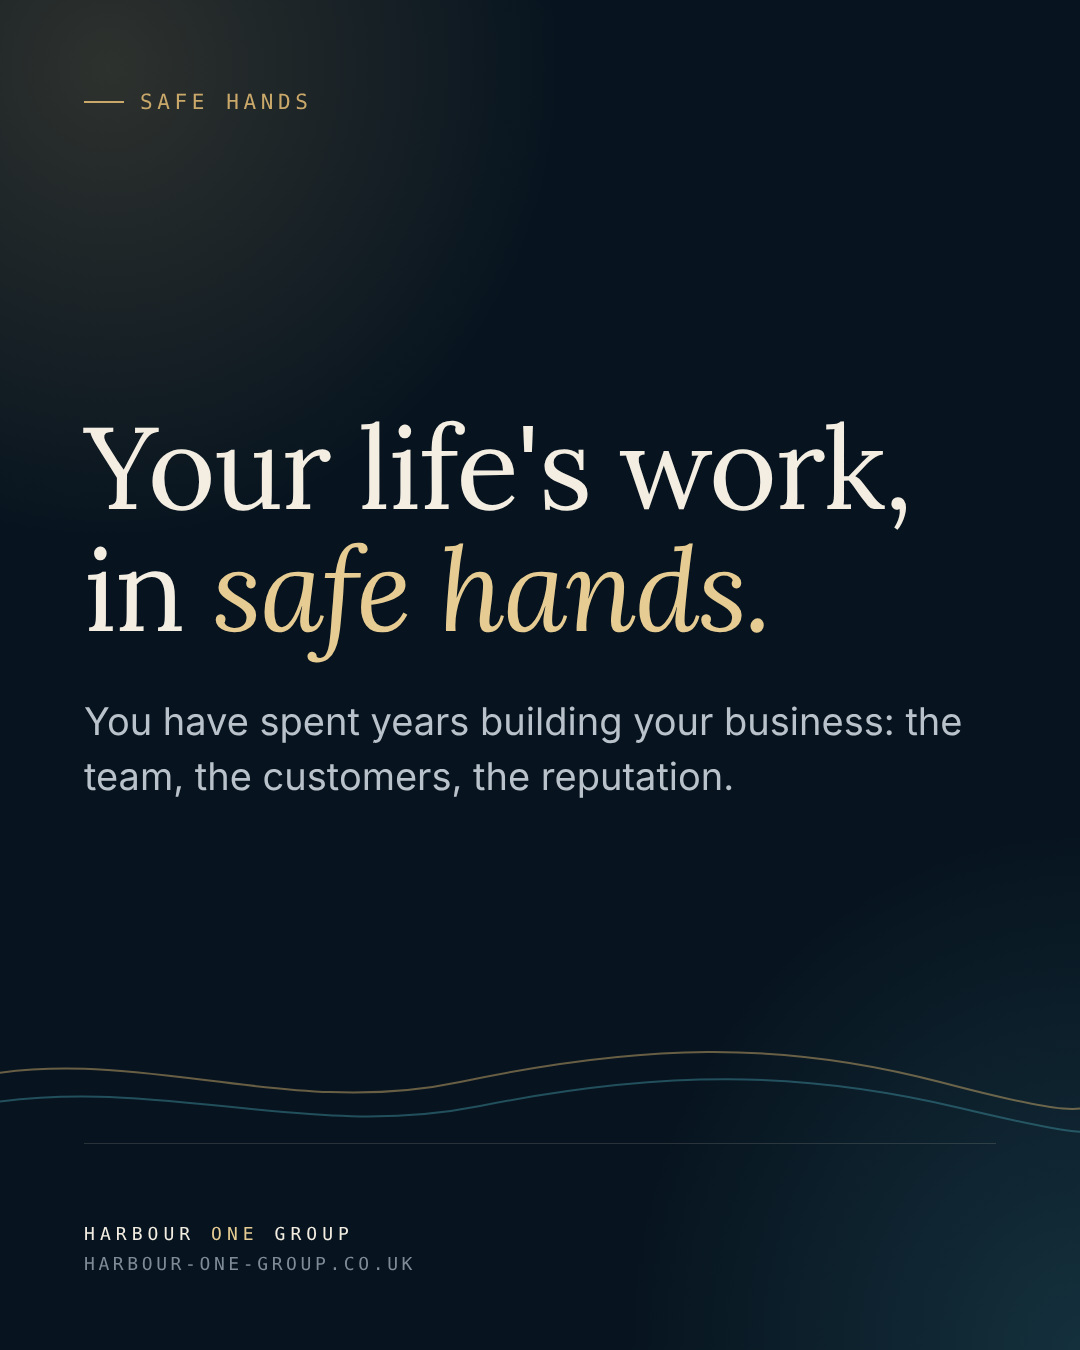 SAFE HANDS
Your life's work,
in safe hands.
You have spent years building your business: the
team, the customers, the reputation.
HARBOUR ONE GROUP
HARBOUR-ONE-GROUP.CO.UK